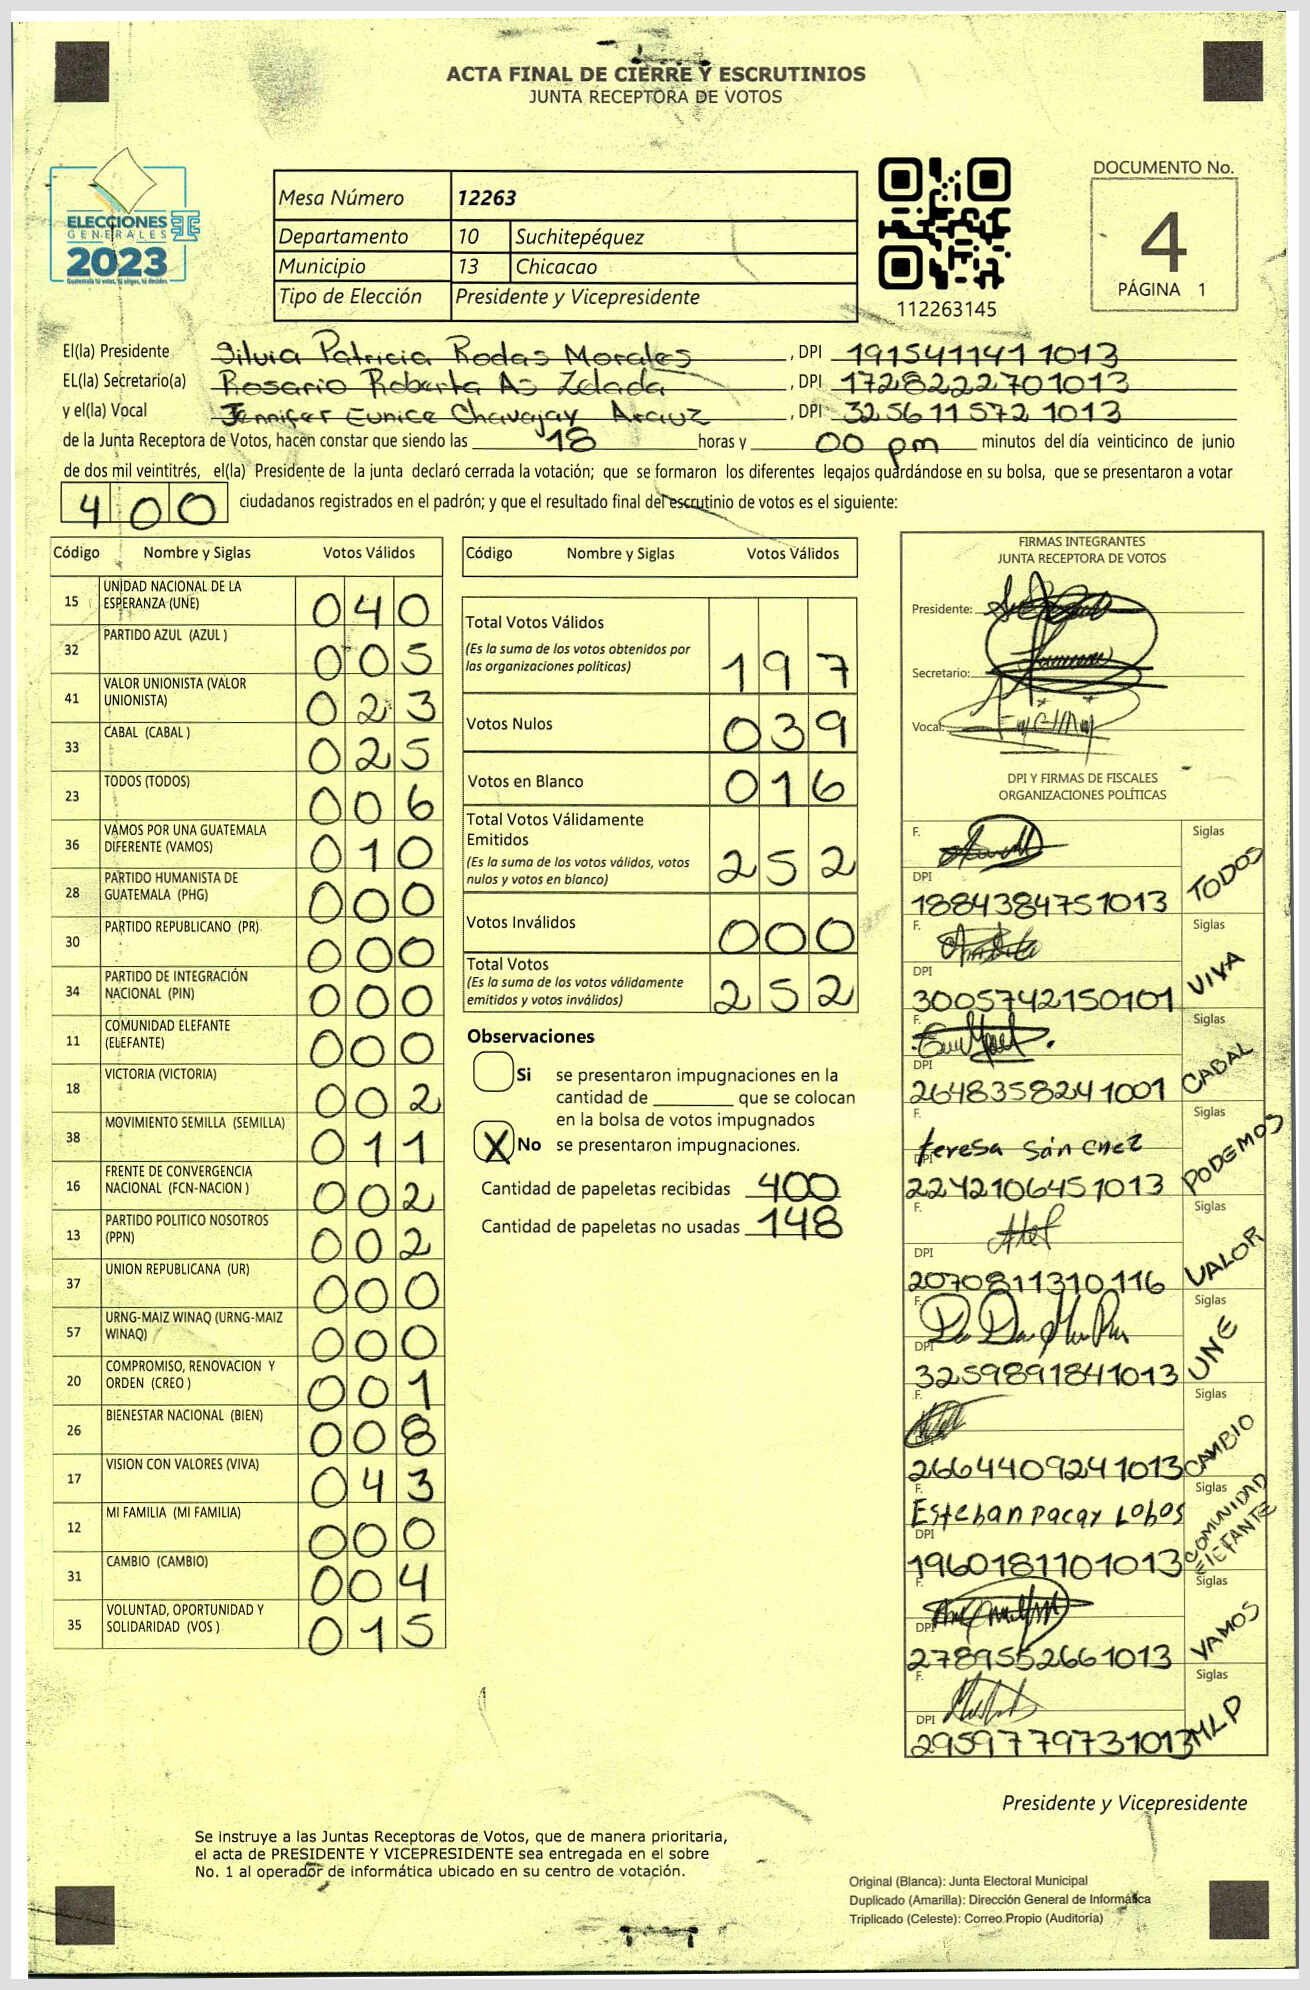 ACTA FINAL DE CIERRE Y ESCRUTINIOS
JUNTA RECEPTORA DE VOTOS
ELECCIONES
GENERALES
2023
Guatemala tú votas, tú eliges, tú decides.
Mesa Número 12263
Departamento 10 Suchitepéquez
Municipio 13 Chicacao
Tipo de Elección Presidente y Vicepresidente
112263145
DOCUMENTO No.
4
PÁGINA 1
El(la) Presidente Silvia Patricia Rodas Morales, DPI 191541141 1013
EL(la) Secretario(a) Rosario Roberta As Zelada, DPI 1728222701013
y el(la) Vocal Jennifer Eunice Chavajay Arauz, DPI 325611572 1013
de la Junta Receptora de Votos, hacen constar que siendo las 18 horas y 00 pm minutos del día veinticinco de junio
de dos mil veintitrés, el(la) Presidente de la junta declaró cerrada la votación; que se formaron los diferentes legajos guardándose en su bolsa, que se presentaron a votar
400 ciudadanos registrados en el padrón; y que el resultado final del escrutinio de votos es el siguiente:
Código Nombre y Siglas Votos Válidos
15 UNIDAD NACIONAL DE LA ESPERANZA (UNE) 040
32 PARTIDO AZUL (AZUL ) 005
41 VALOR UNIONISTA (VALOR UNIONISTA) 023
33 CABAL (CABAL ) 025
23 TODOS (TODOS) 006
36 VAMOS POR UNA GUATEMALA DIFERENTE (VAMOS) 010
28 PARTIDO HUMANISTA DE GUATEMALA (PHG) 000
30 PARTIDO REPUBLICANO (PR) 000
34 PARTIDO DE INTEGRACIÓN NACIONAL (PIN) 000
11 COMUNIDAD ELEFANTE (ELEFANTE) 000
18 VICTORIA (VICTORIA) 002
38 MOVIMIENTO SEMILLA (SEMILLA) 011
16 FRENTE DE CONVERGENCIA NACIONAL (FCN-NACION ) 002
13 PARTIDO POLITICO NOSOTROS (PPN) 002
37 UNION REPUBLICANA (UR) 000
57 URNG-MAIZ WINAQ (URNG-MAIZ WINAQ) 000
20 COMPROMISO, RENOVACION Y ORDEN (CREO ) 001
26 BIENESTAR NACIONAL (BIEN) 008
17 VISION CON VALORES (VIVA) 043
12 MI FAMILIA (MI FAMILIA) 000
31 CAMBIO (CAMBIO) 004
35 VOLUNTAD, OPORTUNIDAD Y SOLIDARIDAD (VOS ) 015
Código Nombre y Siglas Votos Válidos
Total Votos Válidos 197
(Es la suma de los votos obtenidos por
las organizaciones políticas)
Votos Nulos 039
Votos en Blanco 016
Total Votos Válidamente
Emitidos 252
(Es la suma de los votos válidos, votos
nulos y votos en blanco)
Votos Inválidos 000
Total Votos 252
(Es la suma de los votos válidamente
emitidos y votos inválidos)
Observaciones
Si se presentaron impugnaciones en la
cantidad de ________ que se colocan
en la bolsa de votos impugnados
X No se presentaron impugnaciones.
Cantidad de papeletas recibidas 400
Cantidad de papeletas no usadas 148
FIRMAS INTEGRANTES
JUNTA RECEPTORA DE VOTOS
Presidente:
Secretario:
Vocal:
DPI Y FIRMAS DE FISCALES
ORGANIZACIONES POLÍTICAS
F. Siglas
DPI 1884384751013 TODOS
F. Siglas
DPI 3005742150101 VIVA
F. Siglas
DPI 2648358241001 CABAL
F. teresa Sánchez Siglas
DPI 2242106451013 PODEMOS
F. Siglas
DPI 2070811310116 VALOR
F. Siglas
DPI 3259891841013 UNE
F. Siglas
DPI 2664409241013 CAMBIO
F. Esteban pacay Lobos Siglas
DPI 1960181101013 COMUNIDAD ElEFANTE
F. Siglas
DPI 2789552661013 VAMOS
F. Siglas
DPI 2959779731013 MLP
Presidente y Vicepresidente
Se instruye a las Juntas Receptoras de Votos, que de manera prioritaria,
el acta de PRESIDENTE Y VICEPRESIDENTE sea entregada en el sobre
No. 1 al operador de informática ubicado en su centro de votación.
Original (Blanca): Junta Electoral Municipal
Duplicado (Amarilla): Dirección General de Informática
Triplicado (Celeste): Correo Propio (Auditoría)